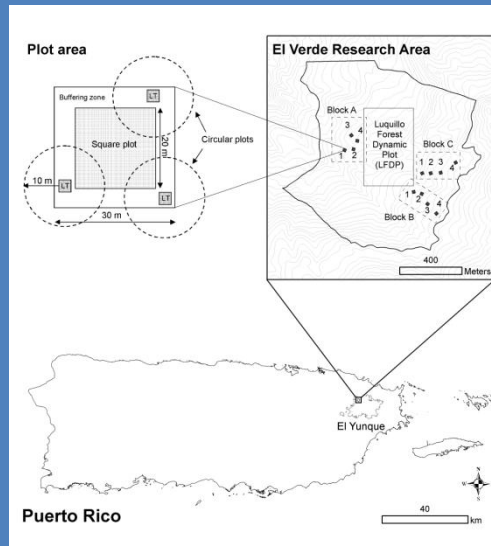 Plot area
Buffering zone
LT
Square plot
20 m
Circular plots
LT
LT
10 m
30 m
El Verde Research Area
Block A
3
4
1 2
Luquillo
Forest
Dynamic
Plot
(LFDP)
Block C
1 2 3
4
1 2
4
3
Block B
400
Meters
El Yunque
N
W E
S
Puerto Rico
40
km